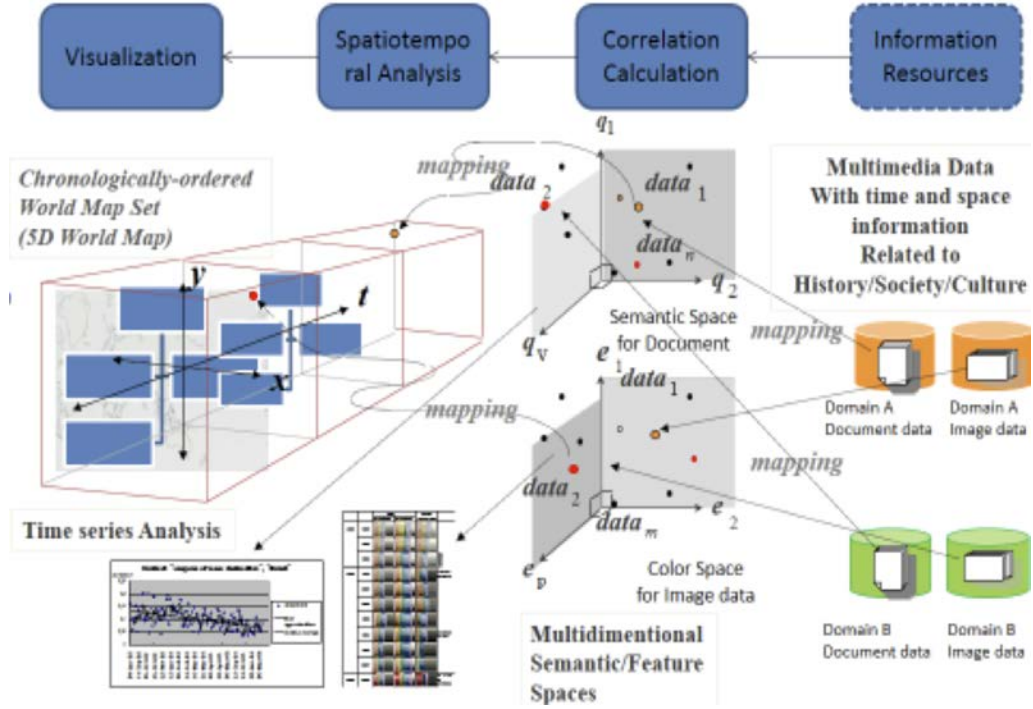 Visualization
Spatiotempo
ral Analysis
Correlation
Calculation
Information
Resources
Chronologically-ordered
World Map Set
(5D World Map)
y
t
x
mapping
data 2
q1
data 1
data n
q 2
q v
Semantic Space
for Document
mapping
e 1
data 1
data 2
data m
e 2
e p
Color Space
for Image data
Multimedia Data
With time and space
information
Related to
History/Society/Culture
mapping
Domain A
Document data
Domain A
Image data
mapping
Domain B
Document data
Domain B
Image data
Time series Analysis
Multidimentional
Semantic/Feature
Spaces